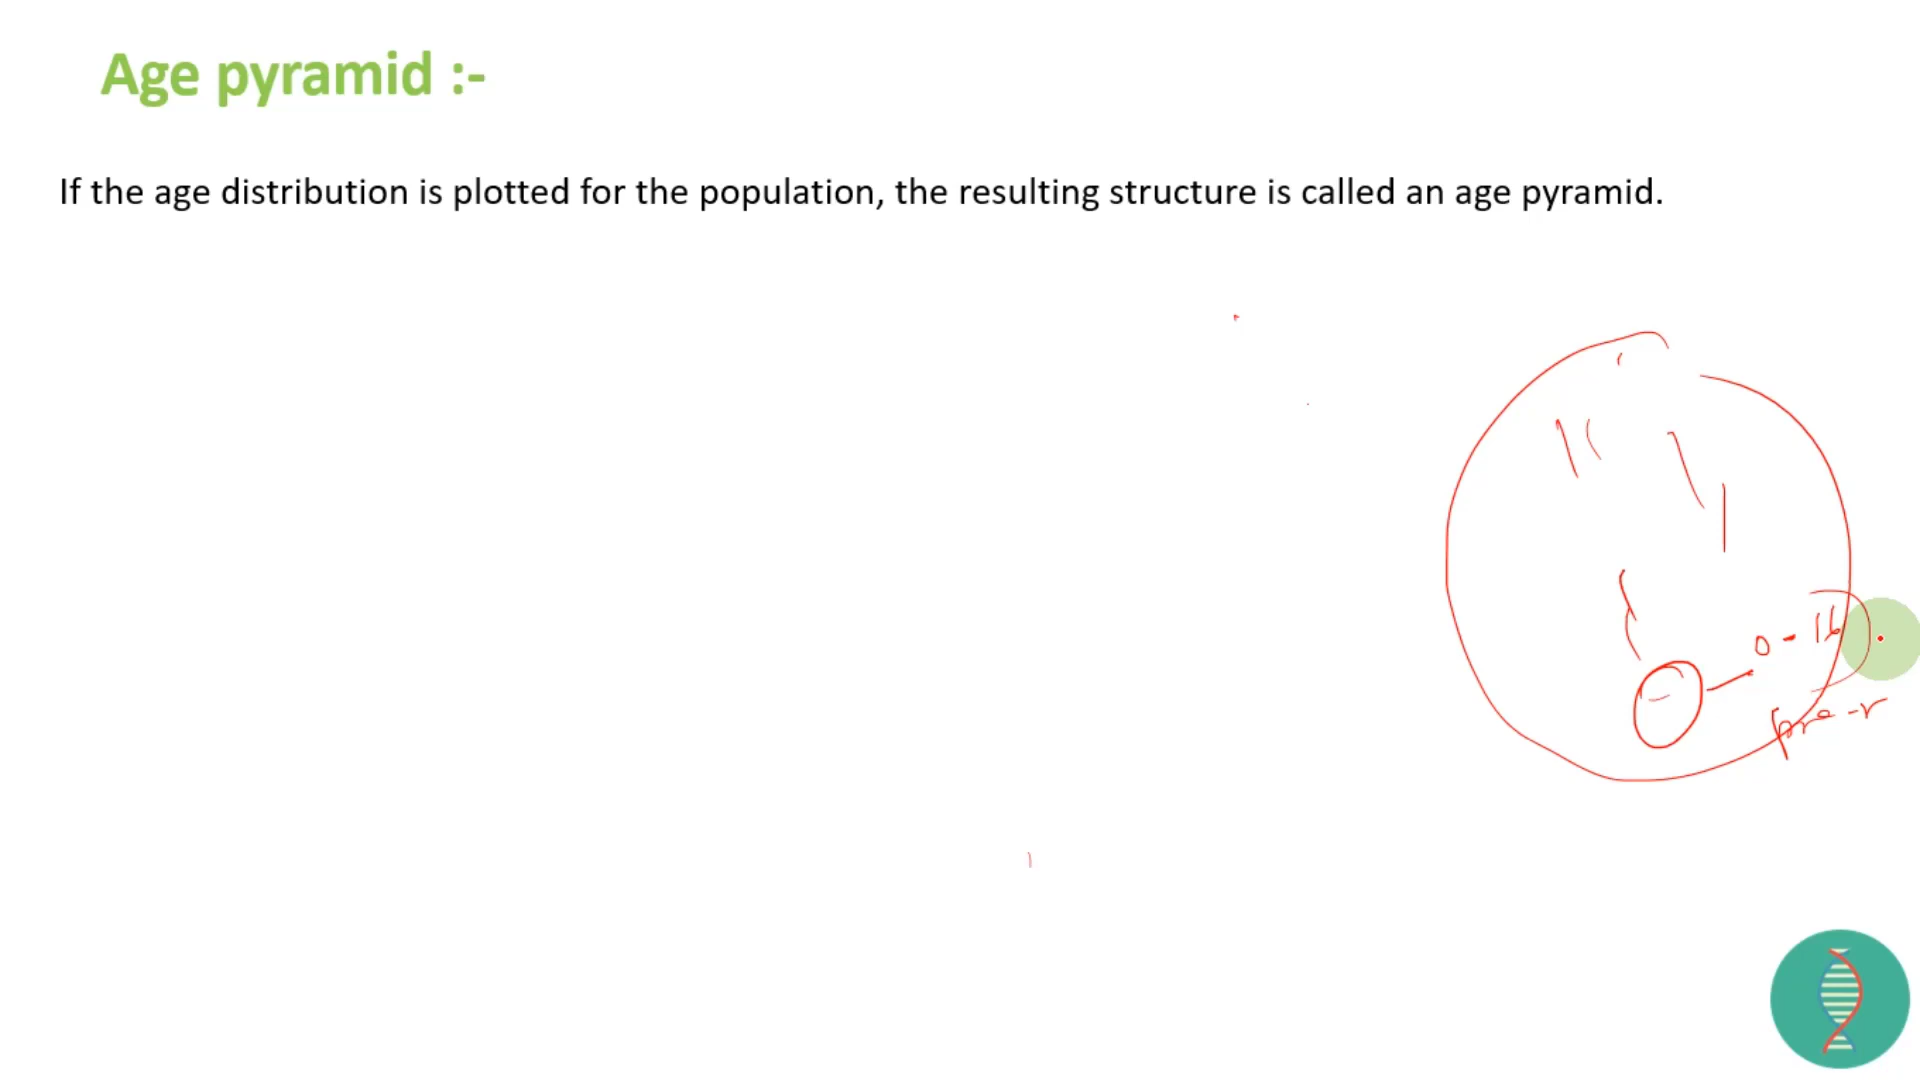 Age pyramid :-
If the age distribution is plotted for the population, the resulting structure is called an age pyramid.
0 - 16
pre-r